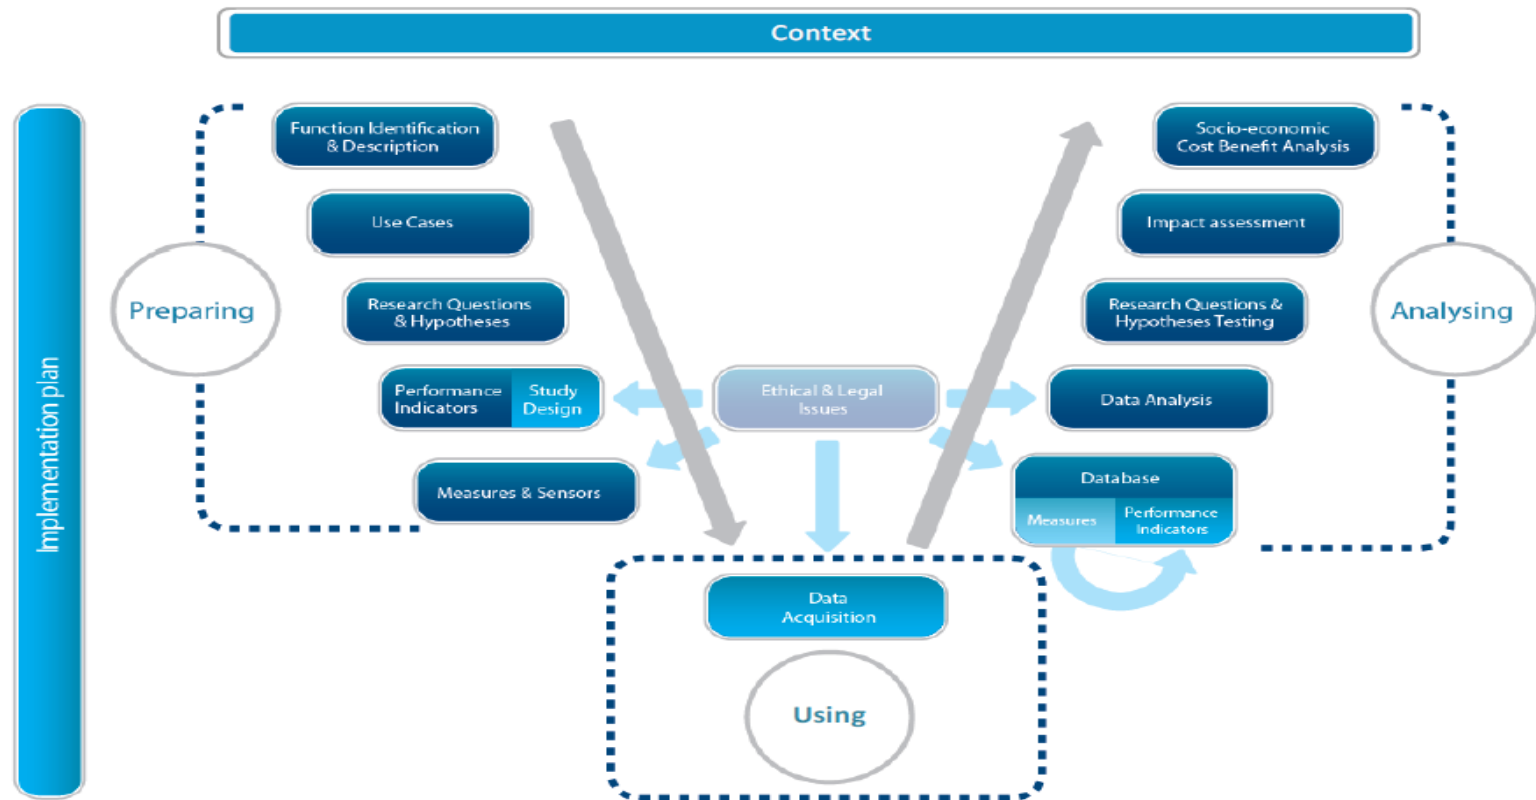 Context
Implementation plan
Preparing
Function Identification
& Description
Use Cases
Research Questions
& Hypotheses
Performance
Indicators
Study
Design
Measures & Sensors
Ethical & Legal
Issues
Data
Acquisition
Using
Socio-economic
Cost Benefit Analysis
Impact assessment
Research Questions &
Hypotheses Testing
Data Analysis
Database
Measures
Performance
Indicators
Analysing